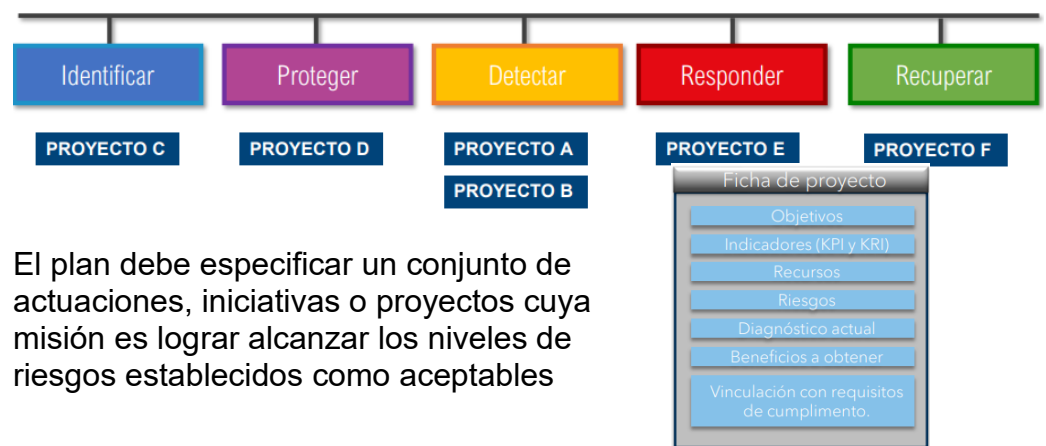 Identificar
Proteger
Detectar
Responder
Recuperar
PROYECTO C
PROYECTO D
PROYECTO A
PROYECTO E
PROYECTO F
PROYECTO B
Ficha de proyecto
Objetivos
Indicadores (KPI y KRI)
Recursos
Riesgos
Diagnóstico actual
Beneficios a obtener
Vinculación con requisitos
de cumplimento.
El plan debe especificar un conjunto de
actuaciones, iniciativas o proyectos cuya
misión es lograr alcanzar los niveles de
riesgos establecidos como aceptables